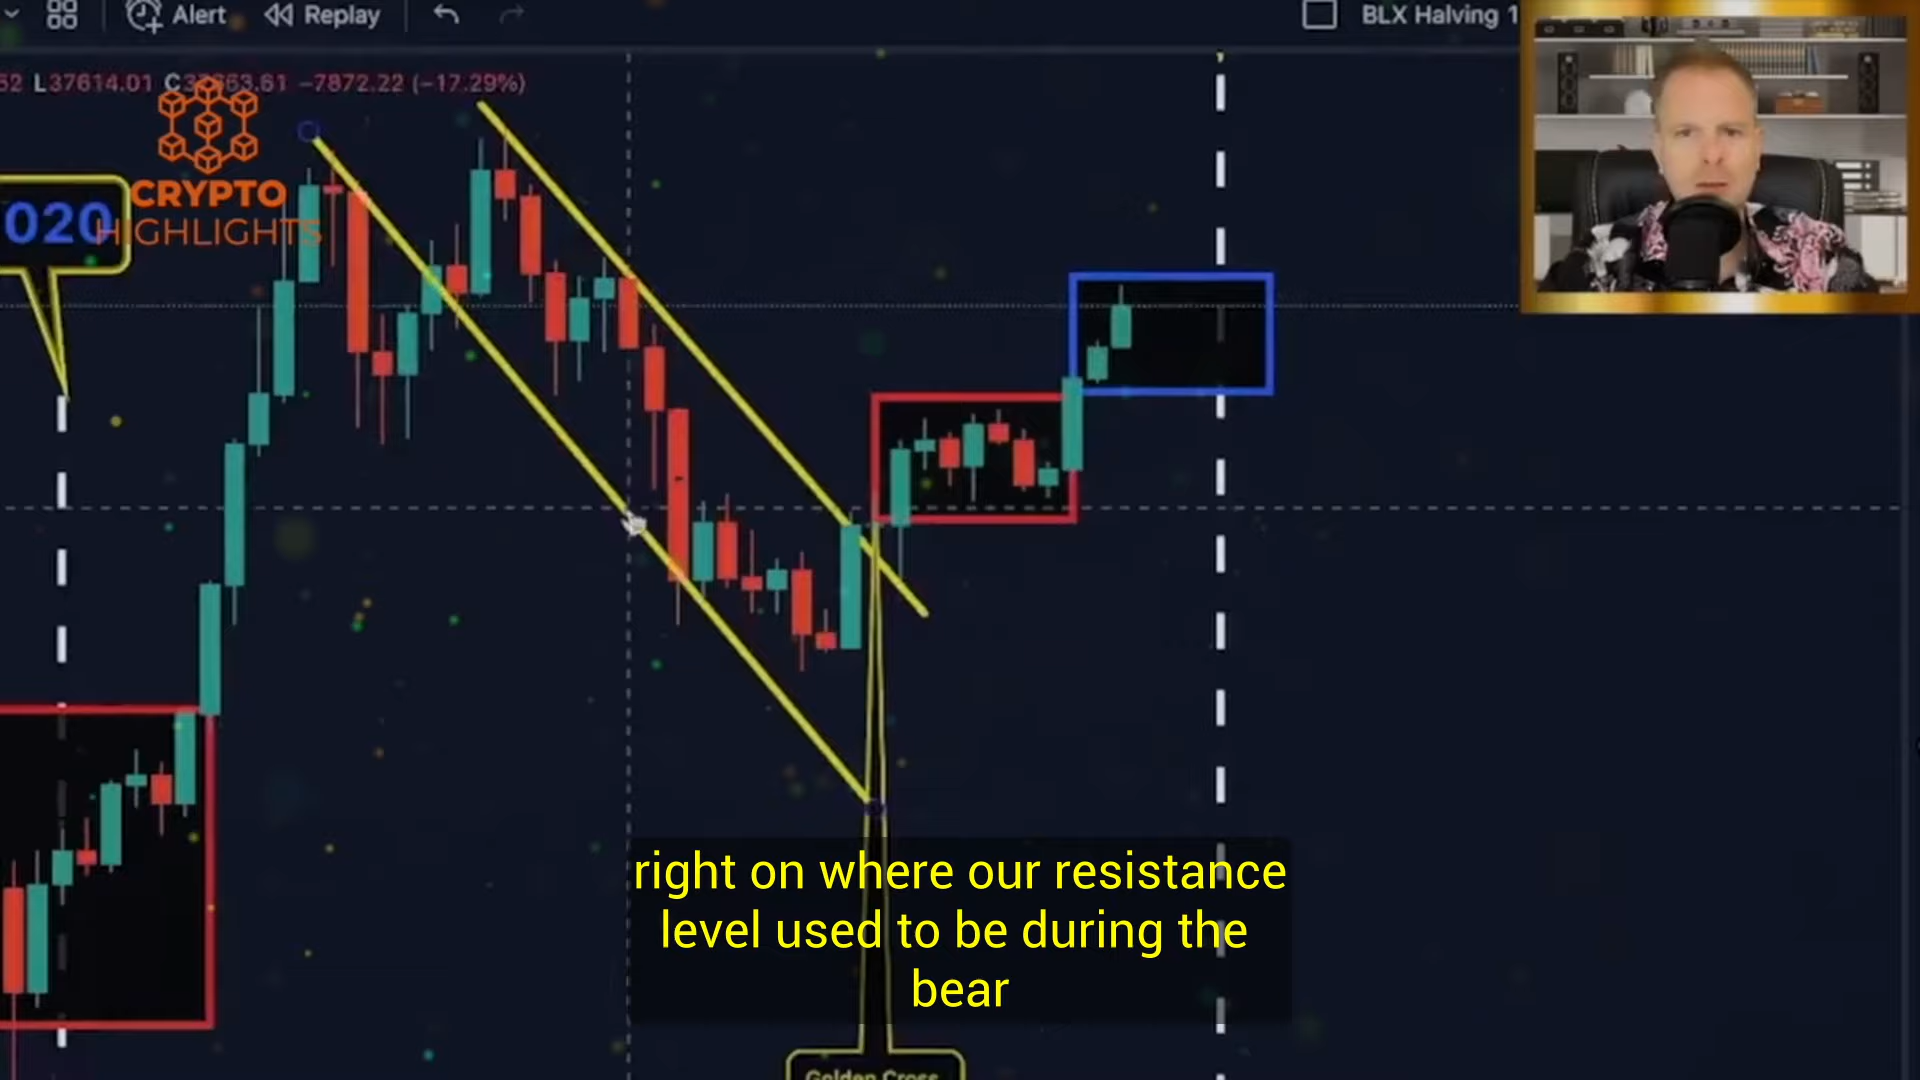 Alert
Replay
BLX Halving 1
52 L37614.01 −7872.22 (−17.29%)
CRYPTO
HIGHLIGHTS
020
right on where our resistance
level used to be during the
bear
Golden Cross